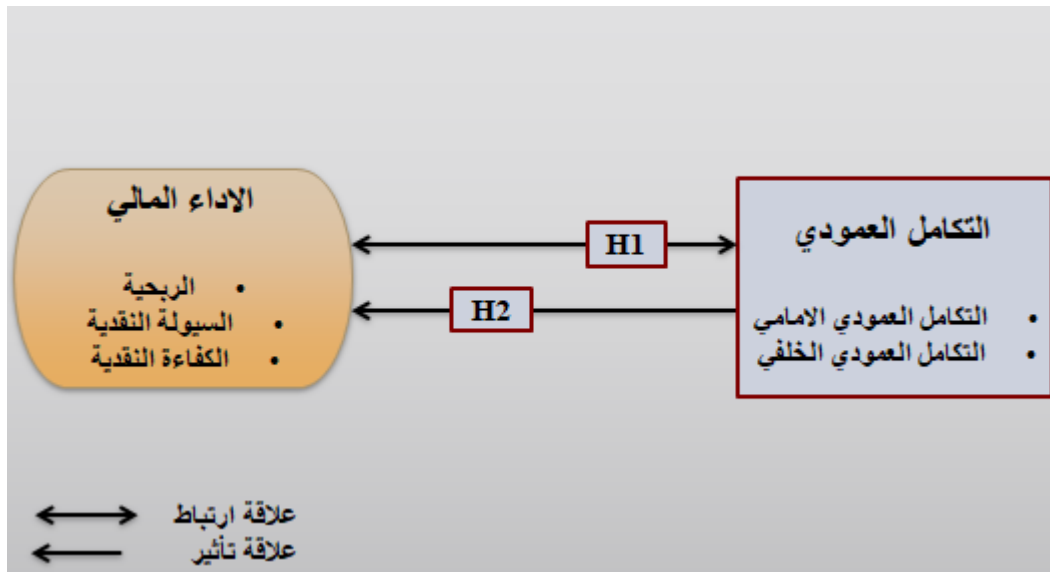 التكامل العمودي
• التكامل العمودي الامامي
• التكامل العمودي الخلفي
H1
H2
الاداء المالي
• الربحية
• السيولة النقدية
• الكفاءة النقدية
علاقة ارتباط
علاقة تأثير